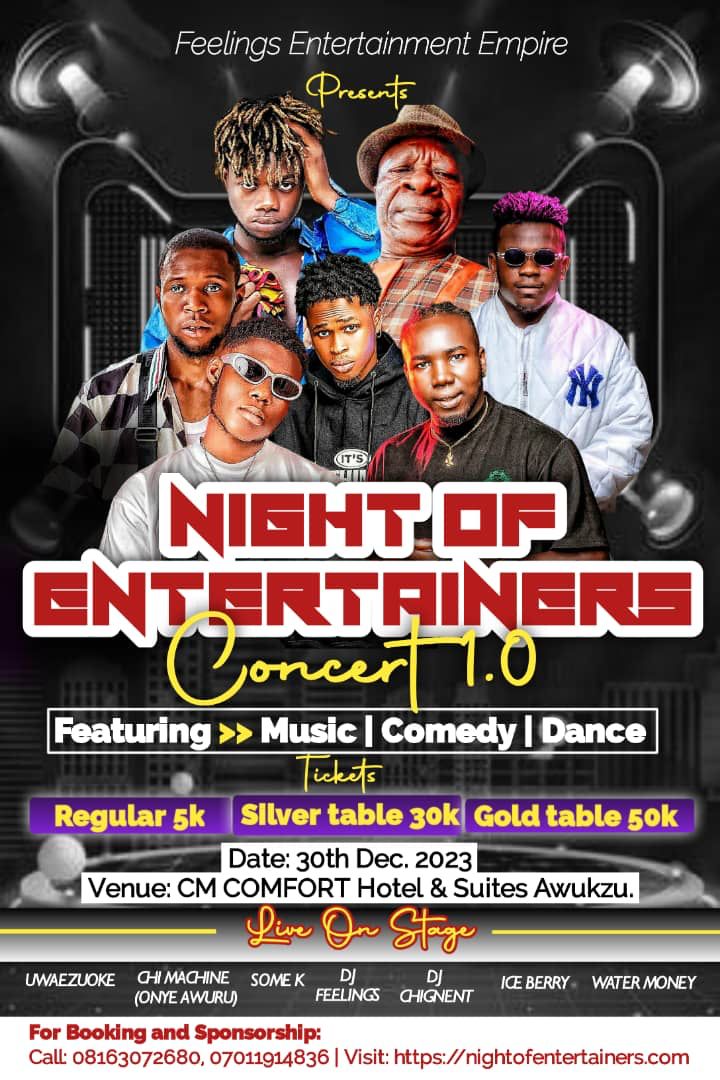 Feelings Entertainment Empire
Presents
NY
IT'S
NIGHT OF
ENTERTAINERS
Concert 1.0
Featuring >> Music | Comedy | Dance
Tickets
Regular 5k
Silver table 30k
Gold table 50k
Date: 30th Dec. 2023
Venue: CM COMFORT Hotel & Suites Awukzu.
Live On Stage
UWAEZUOKE
CHI MACHINE
(ONYE AWURU)
SOME K
DJ
FEELINGS
DJ
CHIGNENT
ICE BERRY
WATER MONEY
For Booking and Sponsorship:
Call: 08163072680, 07011914836 | Visit: https://nightofentertainers.com